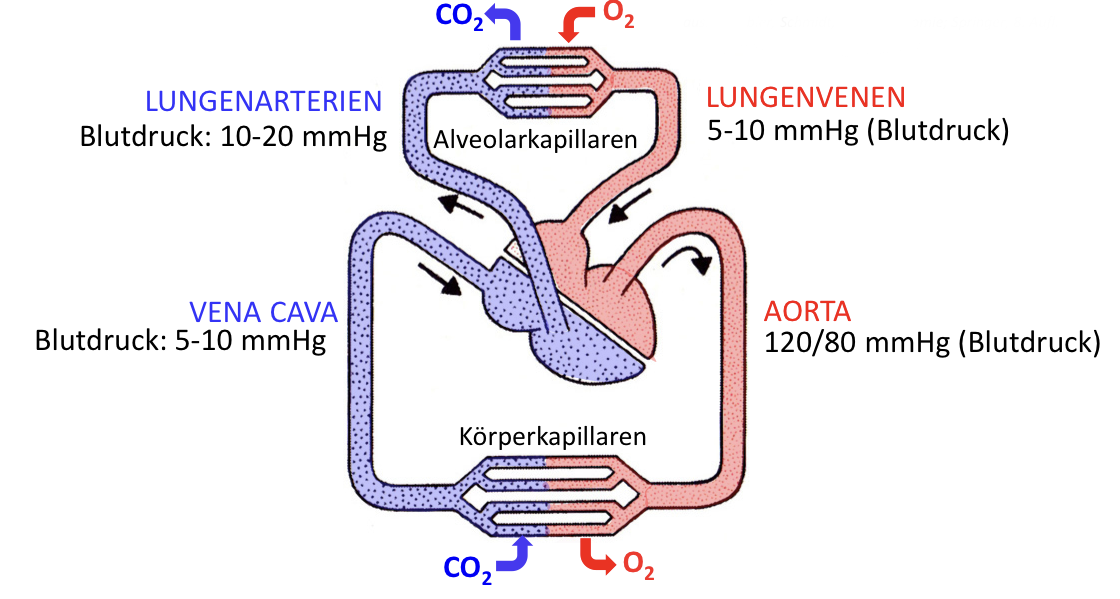 CO₂
O₂
LUNGENARTERIEN
Blutdruck: 10-20 mmHg
Alveolarkapillaren
LUNGENVENEN
5-10 mmHg (Blutdruck)
VENA CAVA
Blutdruck: 5-10 mmHg
AORTA
120/80 mmHg (Blutdruck)
Körperkapillaren
CO₂
O₂